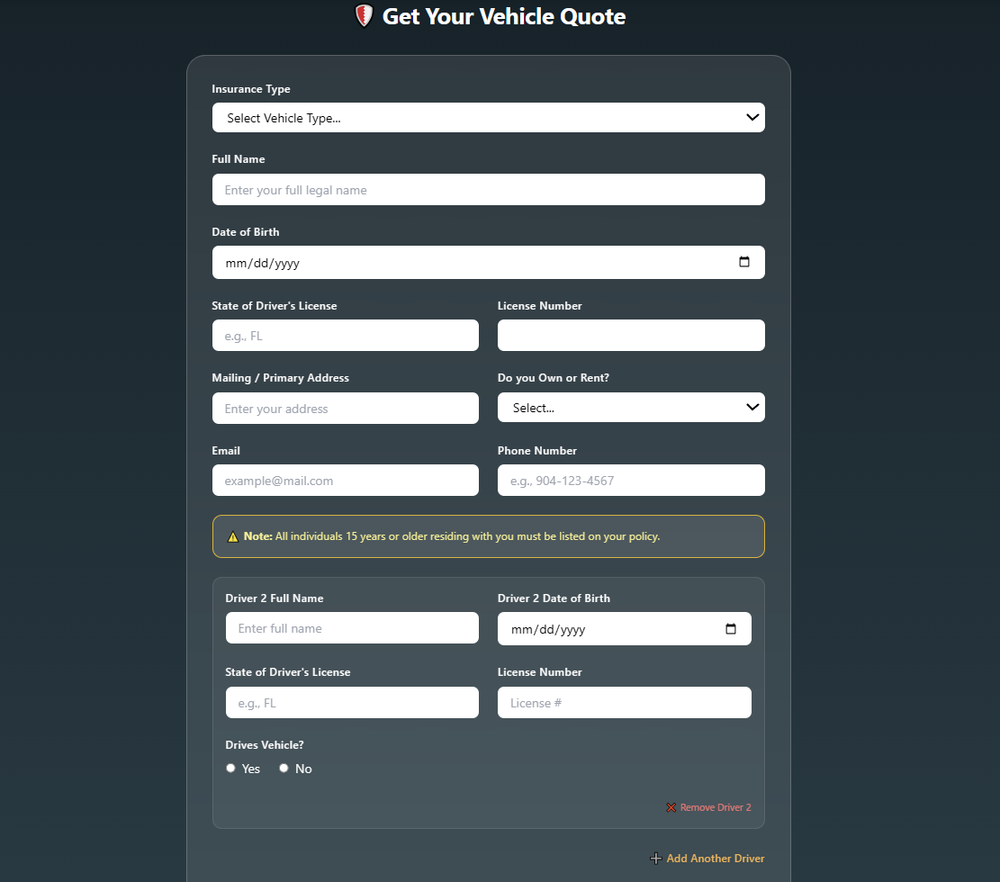 Get Your Vehicle Quote
Insurance Type
Select Vehicle Type...
Full Name
Enter your full legal name
Date of Birth
mm/dd/yyyy
State of Driver's License
License Number
e.g., FL
Mailing / Primary Address
Do you Own or Rent?
Enter your address
Select...
Email
Phone Number
example@mail.com
e.g., 904-123-4567
⚠ Note: All individuals 15 years or older residing with you must be listed on your policy.
Driver 2 Full Name
Driver 2 Date of Birth
Enter full name
mm/dd/yyyy
State of Driver's License
License Number
e.g., FL
License #
Drives Vehicle?
Yes No
❌ Remove Driver 2
➕ Add Another Driver